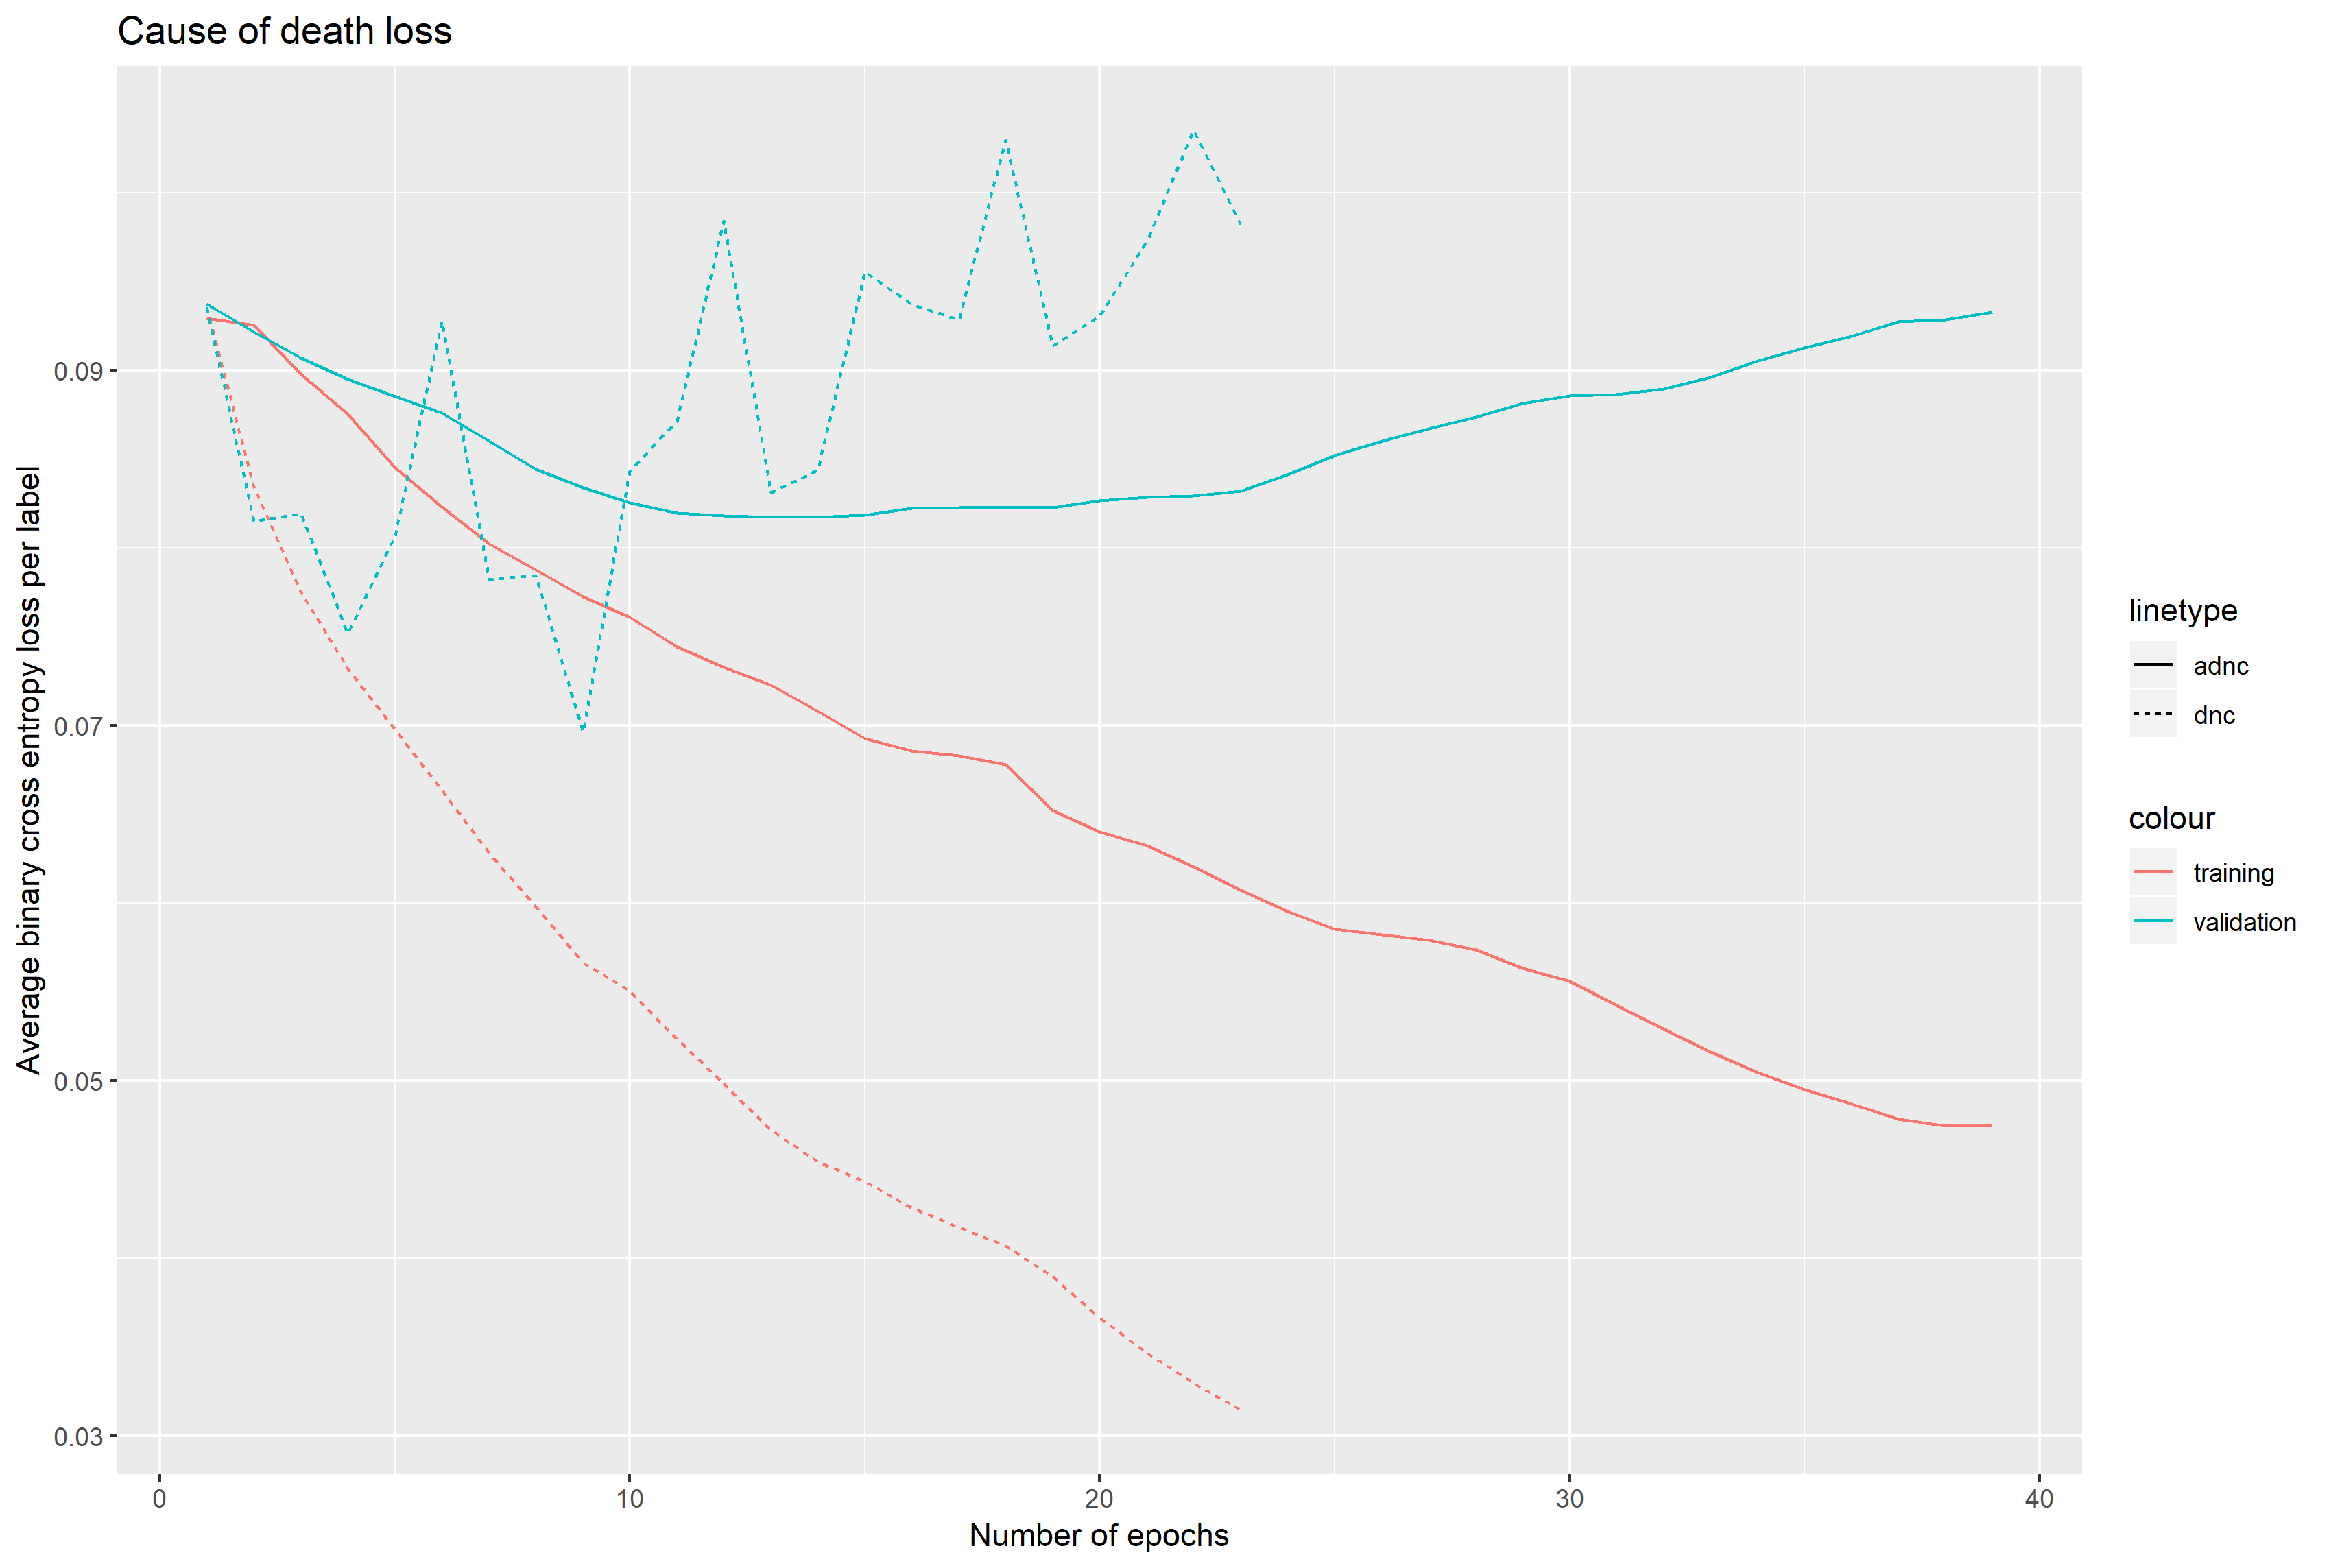 Cause of death loss
Average binary cross entropy loss per label
0.09
0.07
0.05
0.03
0
10
20
30
40
Number of epochs
linetype
adnc
dnc
colour
training
validation